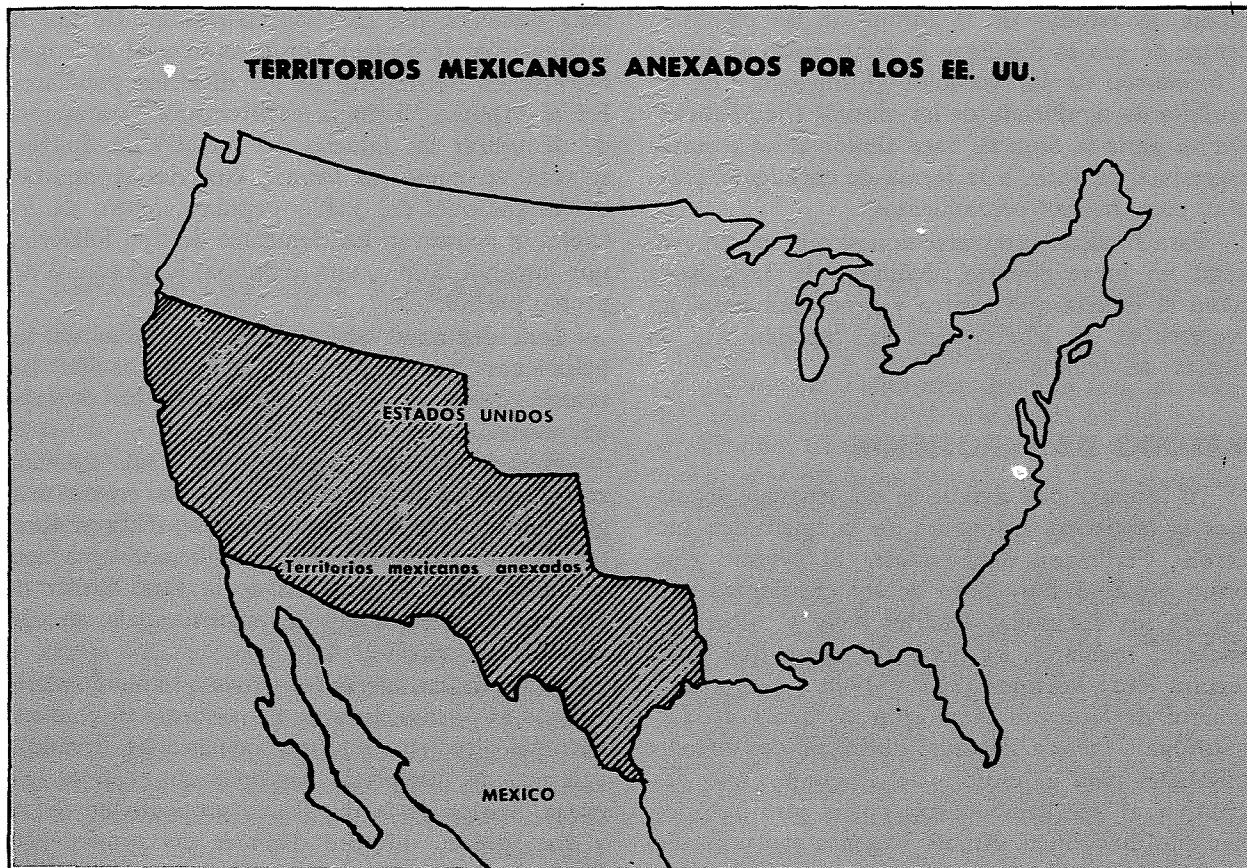 TERRITORIOS MEXICANOS ANEXADOS POR LOS EE. UU.
ESTADOS UNIDOS
Territorios mexicanos anexados
MEXICO